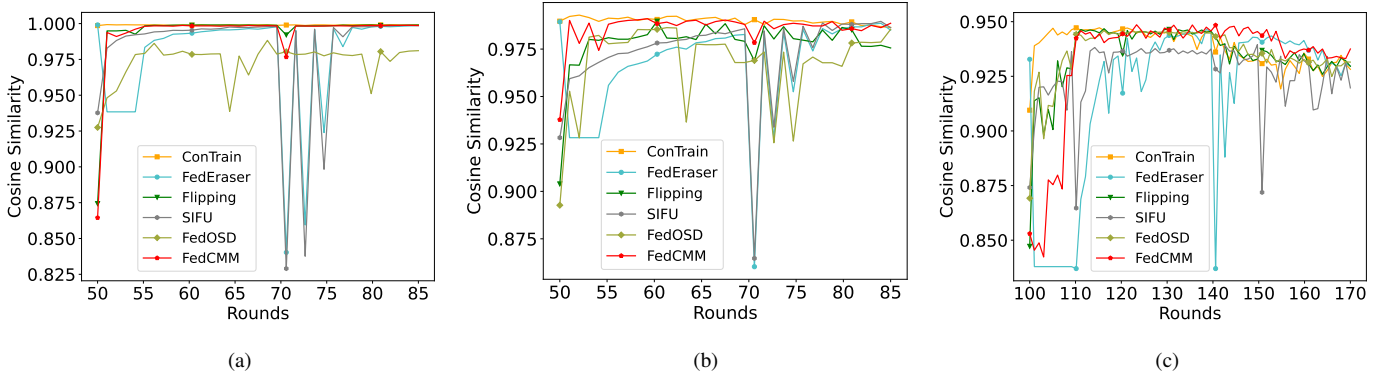 1.000
0.975
0.950
0.925
0.900
0.875
0.850
0.825
Cosine Similarity
ConTrain
FedEraser
Flipping
SIFU
FedOSD
FedCMM
50 55 60 65 70 75 80 85
Rounds
(a)
0.975
0.950
0.925
0.900
0.875
Cosine Similarity
ConTrain
FedEraser
Flipping
SIFU
FedOSD
FedCMM
50 55 60 65 70 75 80 85
Rounds
(b)
0.950
0.925
0.900
0.875
0.850
Cosine Similarity
ConTrain
FedEraser
Flipping
SIFU
FedOSD
FedCMM
100 110 120 130 140 150 160 170
Rounds
(c)